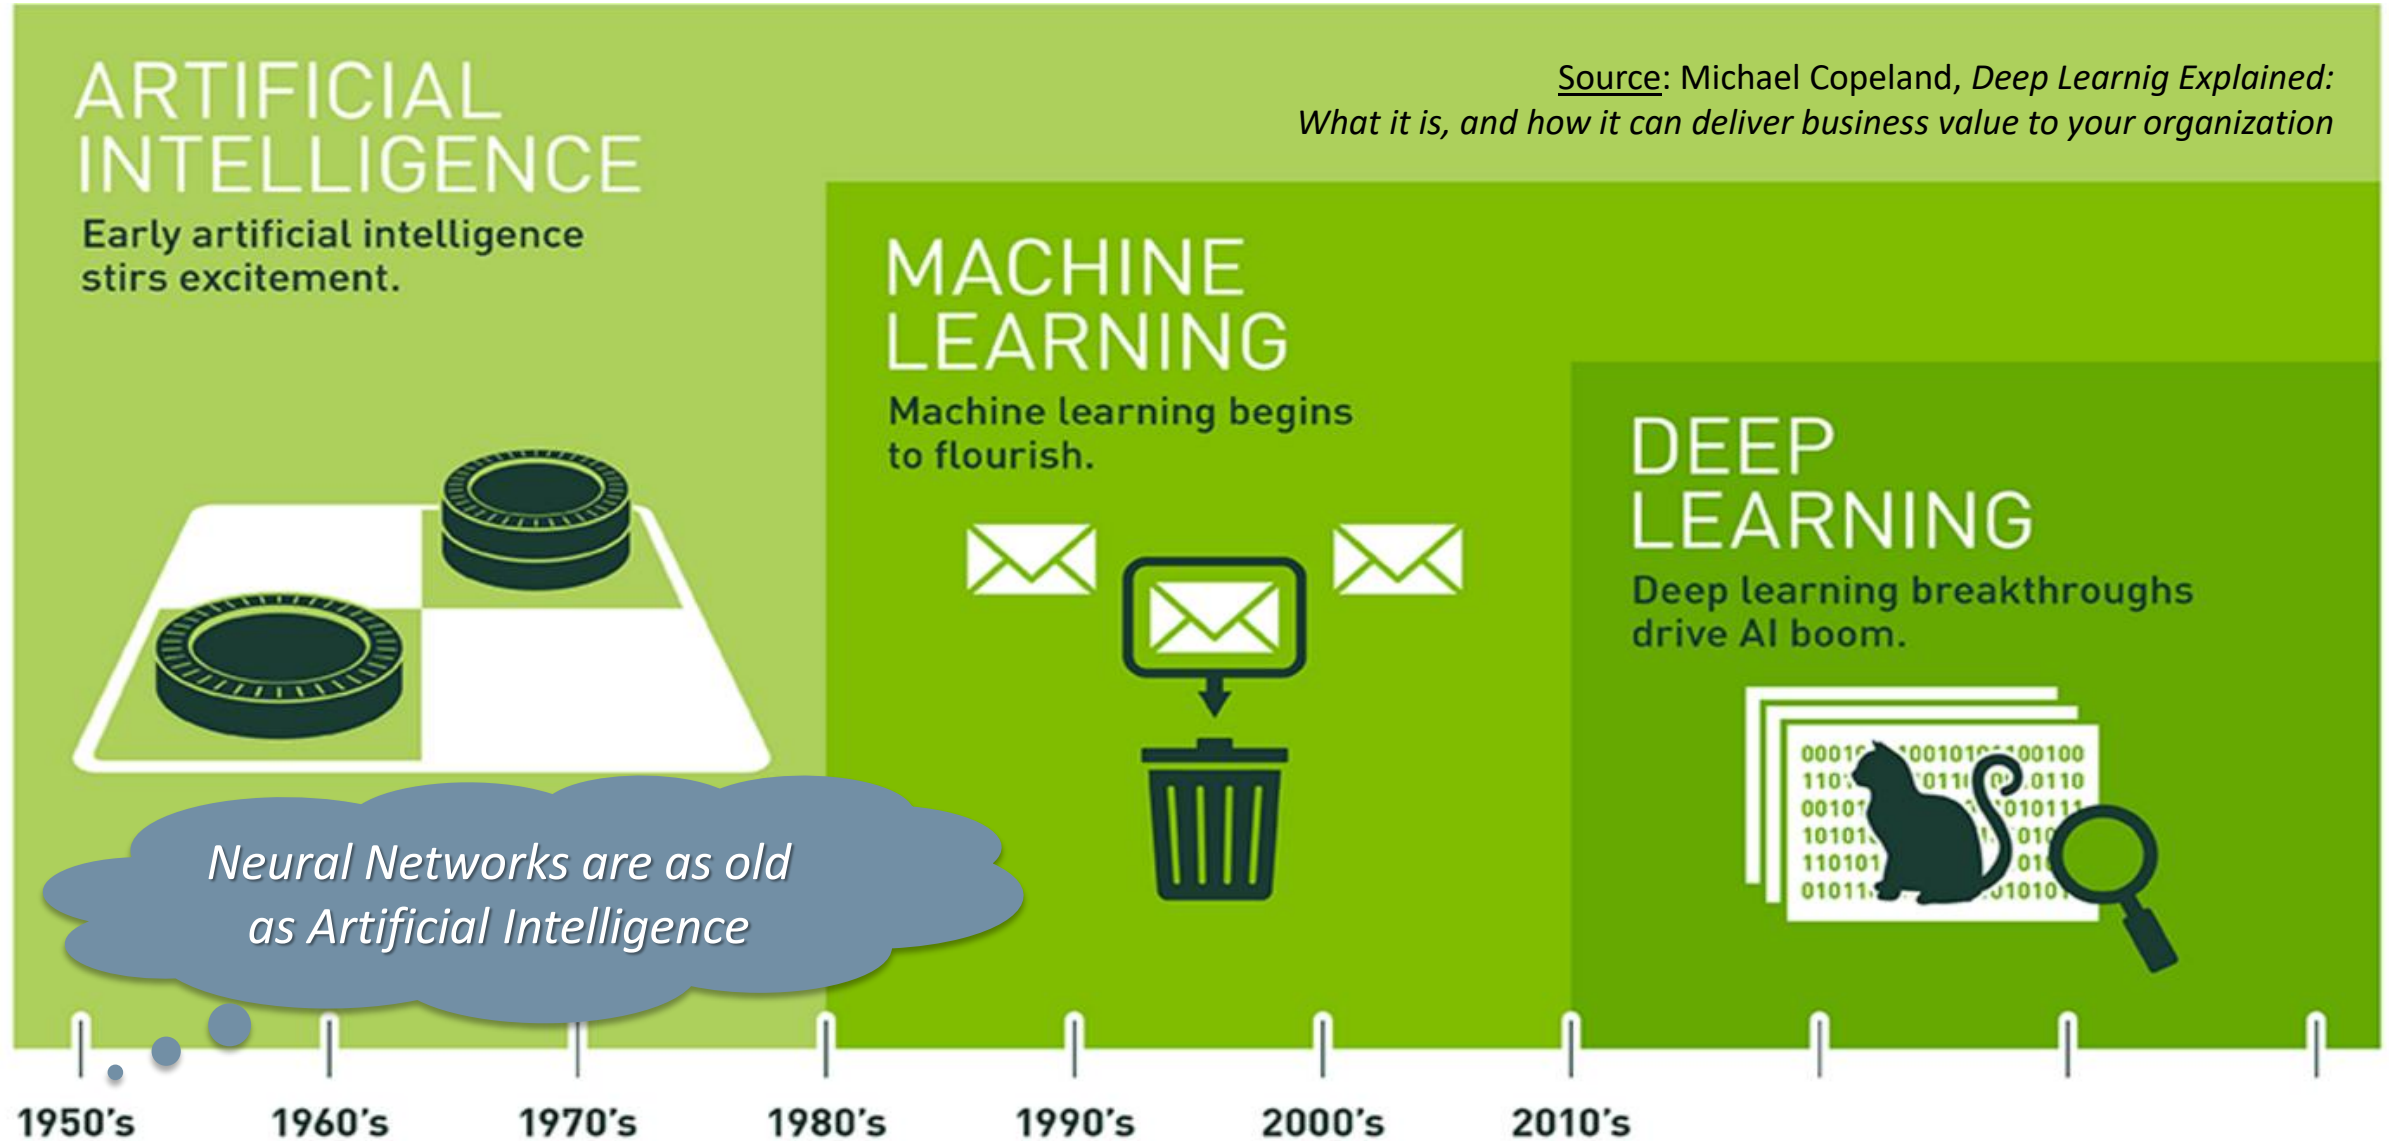 ARTIFICIAL
INTELLIGENCE
Early artificial intelligence
stirs excitement.
Source: Michael Copeland, Deep Learnig Explained:
What it is, and how it can deliver business value to your organization
MACHINE
LEARNING
Machine learning begins
to flourish.
DEEP
LEARNING
Deep learning breakthroughs
drive AI boom.
Neural Networks are as old
as Artificial Intelligence
1950's
1960's
1970's
1980's
1990's
2000's
2010's